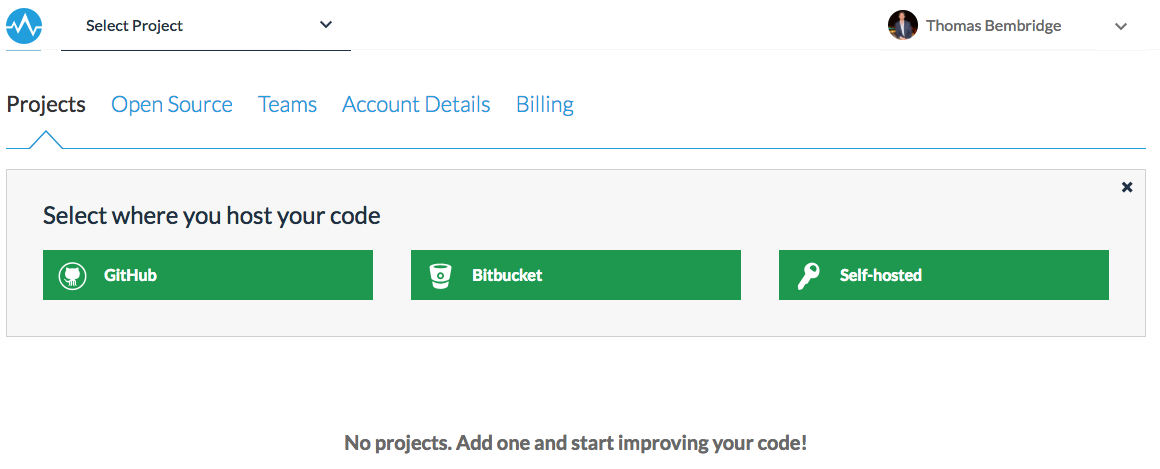 Select Project
Thomas Bembridge
Projects Open Source Teams Account Details Billing
Select where you host your code
GitHub Bitbucket Self-hosted
No projects. Add one and start improving your code!